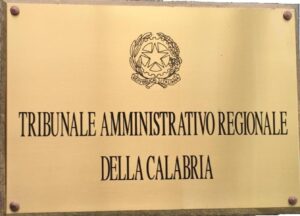 TRIBUNALE AMMINISTRATIVO REGIONALE
DELLA CALABRIA